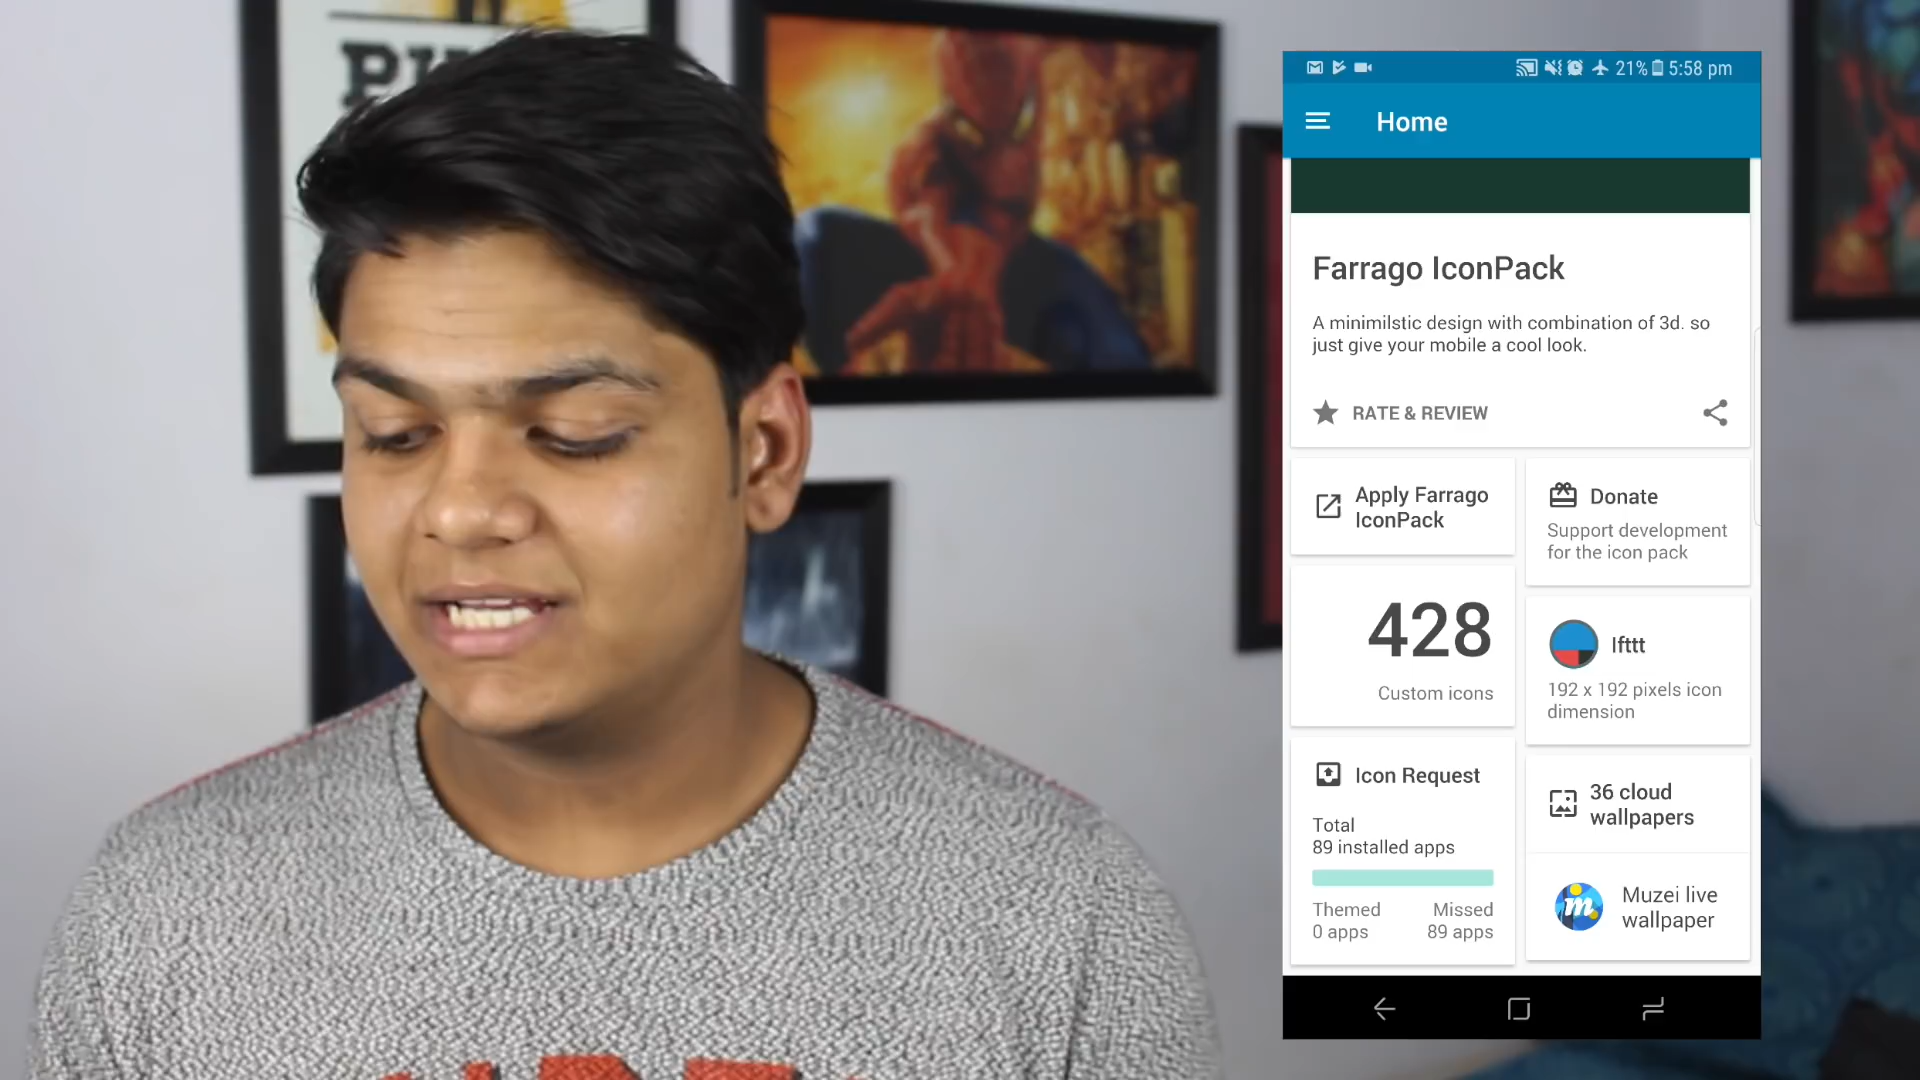 21% 5:58 pm
Home
Farrago IconPack
A minimilstic design with combination of 3d. so
just give your mobile a cool look.
RATE & REVIEW
Apply Farrago
IconPack
Donate
Support development
for the icon pack
428
Custom icons
Ifttt
192 x 192 pixels icon
dimension
Icon Request
Total
89 installed apps
Themed
0 apps
Missed
89 apps
36 cloud
wallpapers
m
Muzei live
wallpaper